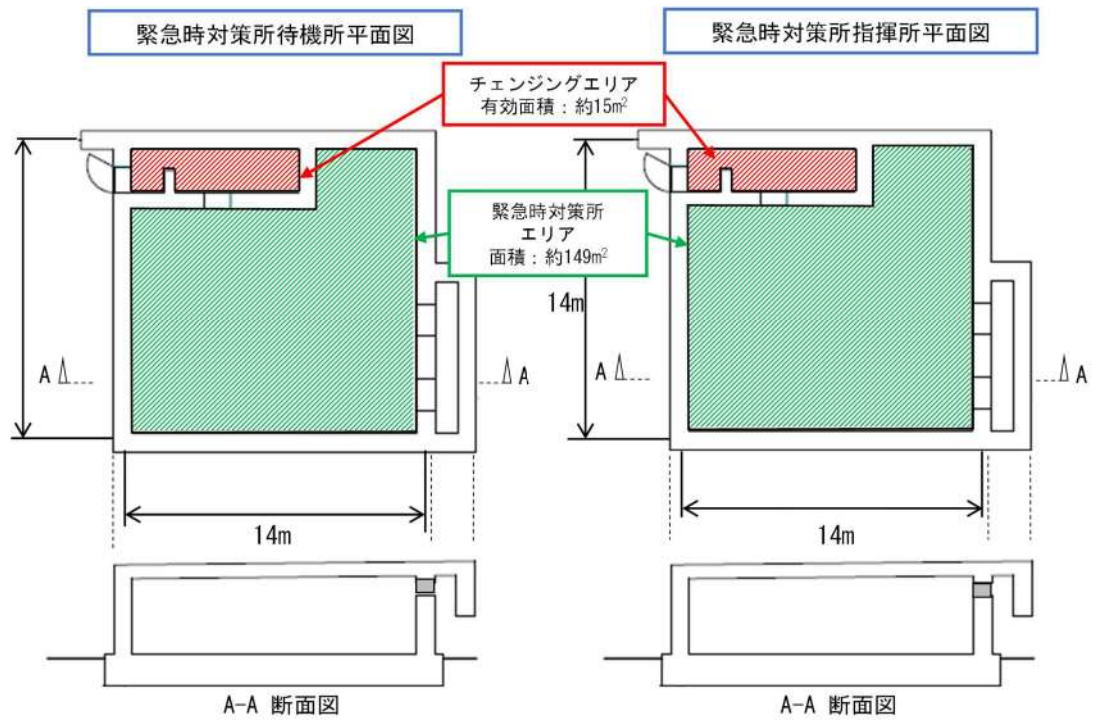 緊急時対策所待機所平面図
緊急時対策所指揮所平面図
チェンジングエリア
有効面積：約15m²
緊急時対策所
エリア
面積：約149m²
14m
A
A
A
A
14m
14m
A-A 断面図
A-A 断面図